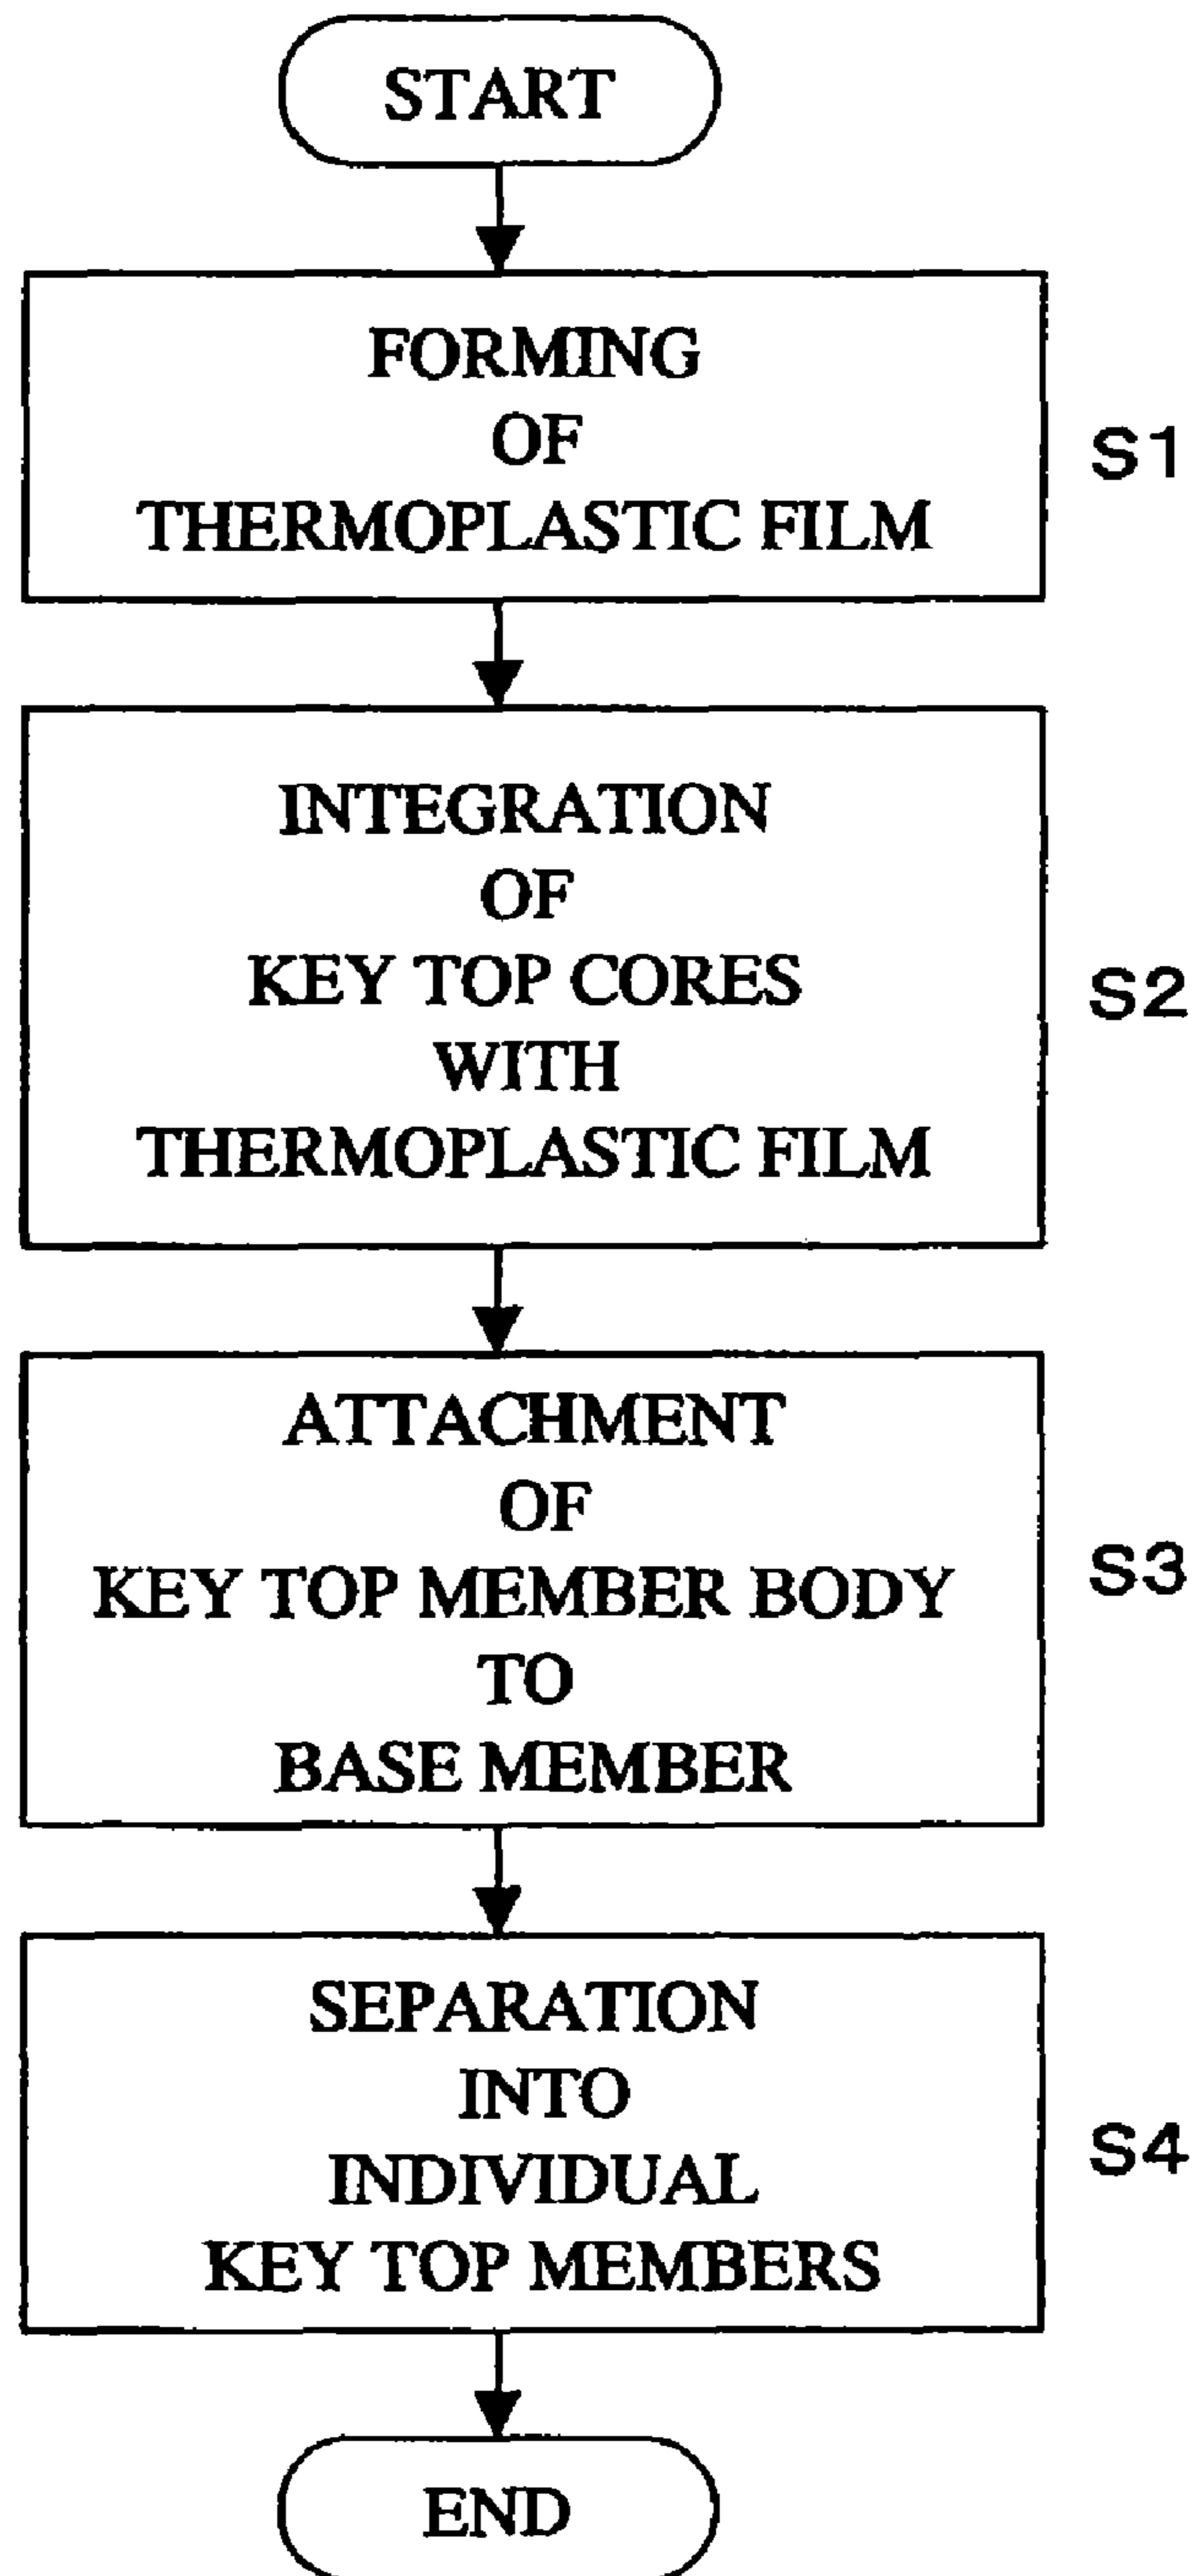 START
FORMING
OF
THERMOPLASTIC FILM
S1
INTEGRATION
OF
KEY TOP CORES
WITH
THERMOPLASTIC FILM
S2
ATTACHMENT
OF
KEY TOP MEMBER BODY
TO
BASE MEMBER
S3
SEPARATION
INTO
INDIVIDUAL
KEY TOP MEMBERS
S4
END